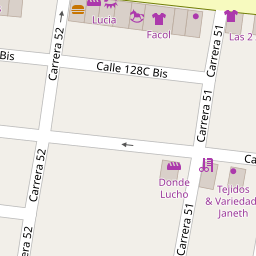 Lucia
Facol
Las 2
Carrera 51
Carrera 52
Bis
Calle 128C Bis
Carrera 51
Carrera 52
Ca
Donde
Lucho
Tejidos
& Variedad
Janeth
Carrera 51
Carrera 52